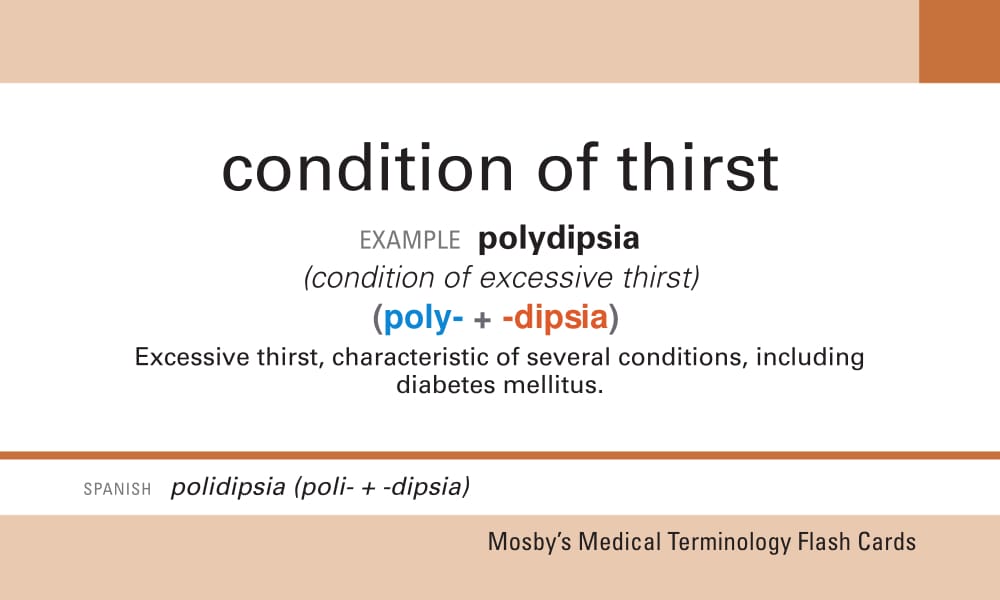 condition of thirst
EXAMPLE polydipsia
(condition of excessive thirst)
(poly- + -dipsia)
Excessive thirst, characteristic of several conditions, including
diabetes mellitus.
SPANISH polidipsia (poli- + -dipsia)
Mosby's Medical Terminology Flash Cards